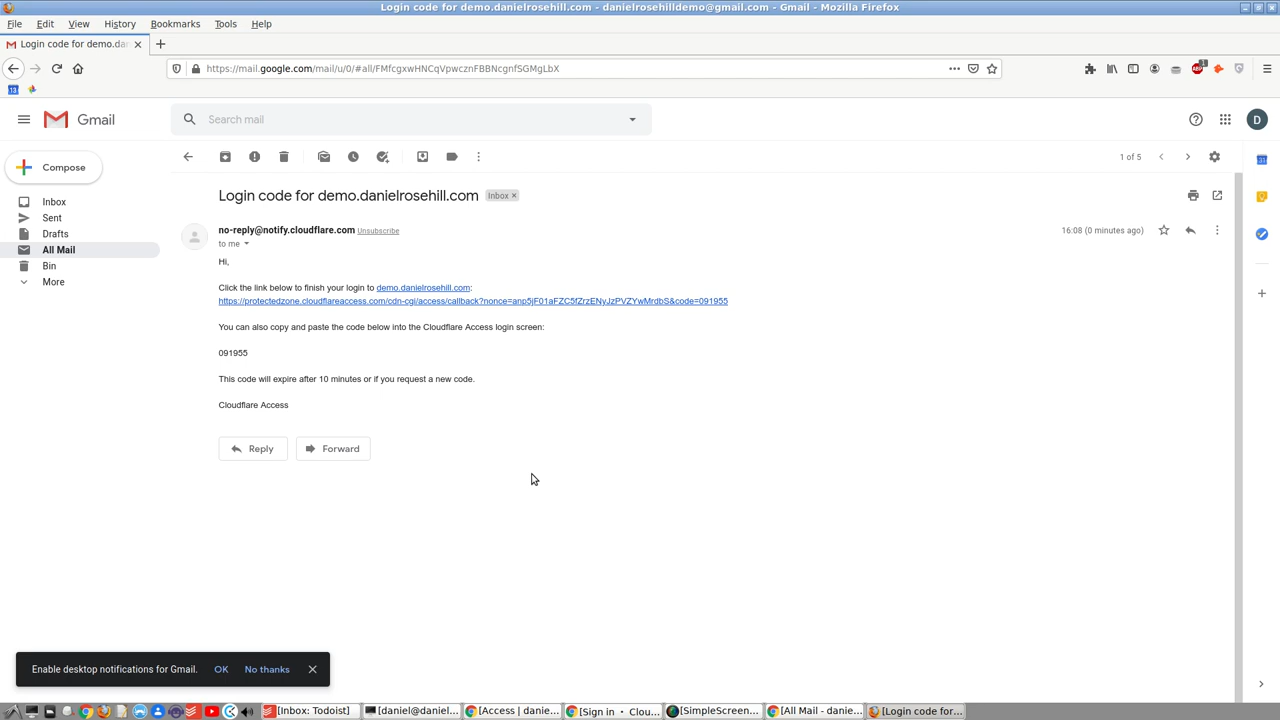 Login code for demo.danielrosehill.com - danielrosehilldemo@gmail.com - Gmail - Mozilla Firefox
File Edit View History Bookmarks Tools Help
Login code for demo.da
https://mail.google.com/mail/u/0/#all/FMfcgxwHNCqVpwcznFBBNcgnfSGMgLbX
Gmail
Search mail
D
Compose
1 of 5
Inbox
Sent
Drafts
All Mail
Bin
More
Login code for demo.danielrosehill.com Inbox ×
no-reply@notify.cloudflare.com Unsubscribe
16:08 (0 minutes ago)
to me
Hi,
Click the link below to finish your login to demo.danielrosehill.com:
https://protectedzone.cloudflareaccess.com/cdn-cgi/access/callback?nonce=anp5jF01aFZC5fZrzENyJzPVZYwMrdbS&code=091955
You can also copy and paste the code below into the Cloudflare Access login screen:
091955
This code will expire after 10 minutes or if you request a new code.
Cloudflare Access
Reply
Forward
Enable desktop notifications for Gmail. OK No thanks
[Inbox: Todoist]
[daniel@daniel...
[Access | danie...
[Sign in · Clou...
[SimpleScreen...
[All Mail - danie...
[Login code for...